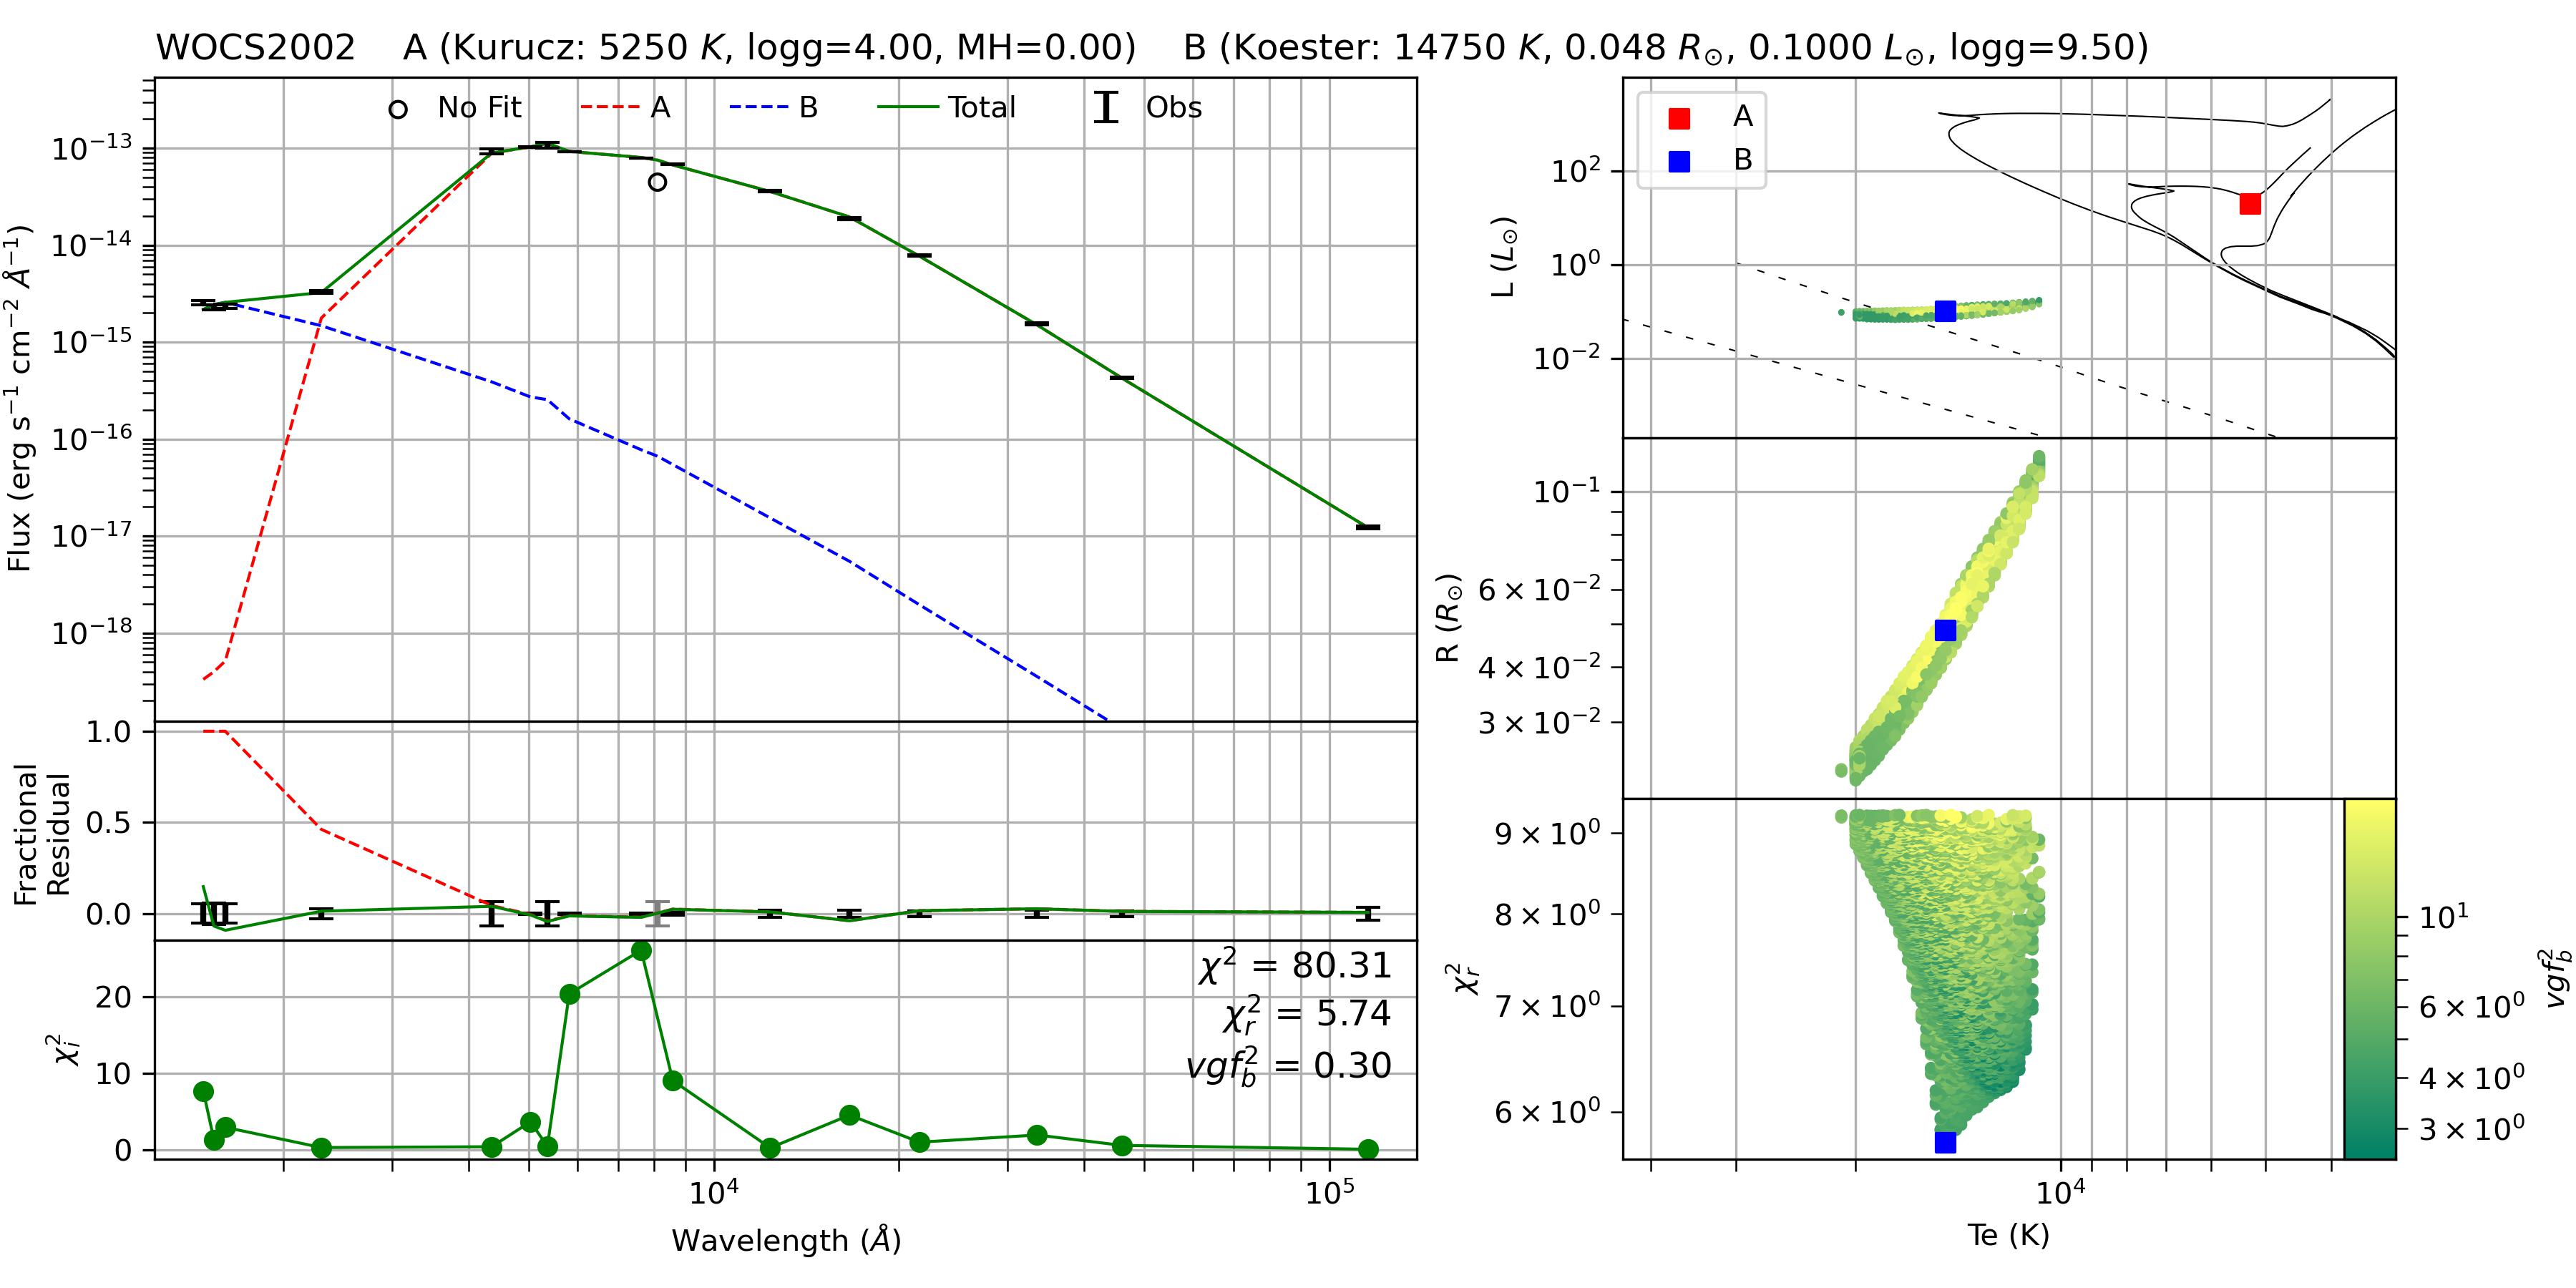 WOCS2002 A (Kurucz: 5250 K, logg=4.00, MH=0.00) B (Koester: 14750 K, 0.048 R⊙, 0.1000 L⊙, logg=9.50)
No Fit A B Total Obs
Flux (erg s⁻¹ cm⁻² Å⁻¹)
10⁻¹³
10⁻¹⁴
10⁻¹⁵
10⁻¹⁶
10⁻¹⁷
10⁻¹⁸
Fractional
Residual
1.0
0.5
0.0
χ²ᵢ
20
10
0
χ² = 80.31
χ²ᵣ = 5.74
vgf²_b = 0.30
10⁴ 10⁵
Wavelength (Å)
A
B
L (L⊙)
10²
10⁰
10⁻²
R (R⊙)
10⁻¹
6 × 10⁻²
4 × 10⁻²
3 × 10⁻²
χ²ᵣ
9 × 10⁰
8 × 10⁰
7 × 10⁰
6 × 10⁰
10⁴
Te (K)
10¹
6 × 10⁰
4 × 10⁰
3 × 10⁰
vgf²_b